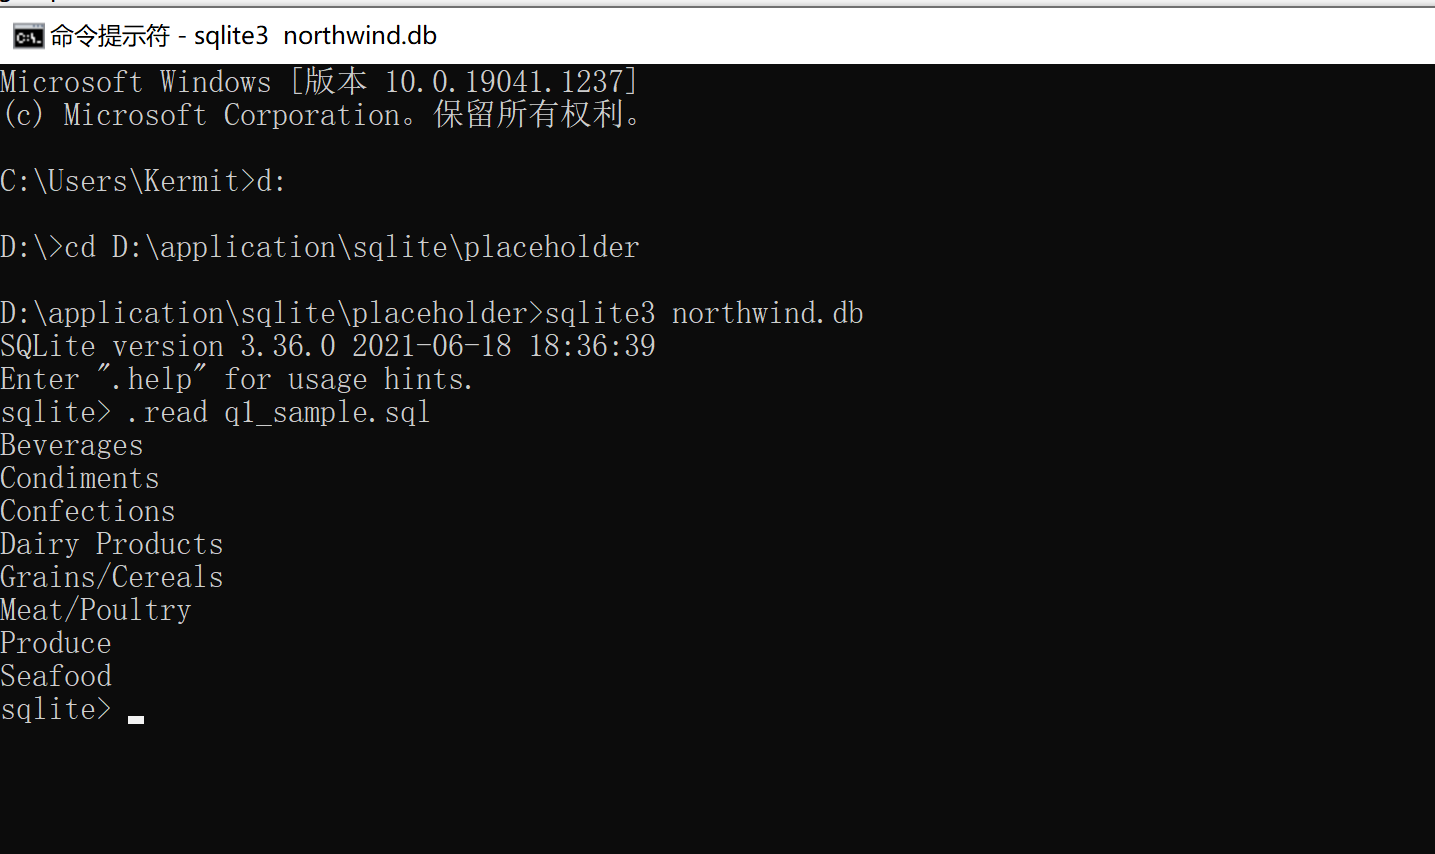 命令提示符 - sqlite3  northwind.db
Microsoft Windows [版本 10.0.19041.1237]
(c) Microsoft Corporation。保留所有权利。
C:\Users\Kermit>d:
D:\>cd D:\application\sqlite\placeholder
D:\application\sqlite\placeholder>sqlite3 northwind.db
SQLite version 3.36.0 2021-06-18 18:36:39
Enter ".help" for usage hints.
sqlite> .read q1_sample.sql
Beverages
Condiments
Confections
Dairy Products
Grains/Cereals
Meat/Poultry
Produce
Seafood
sqlite>